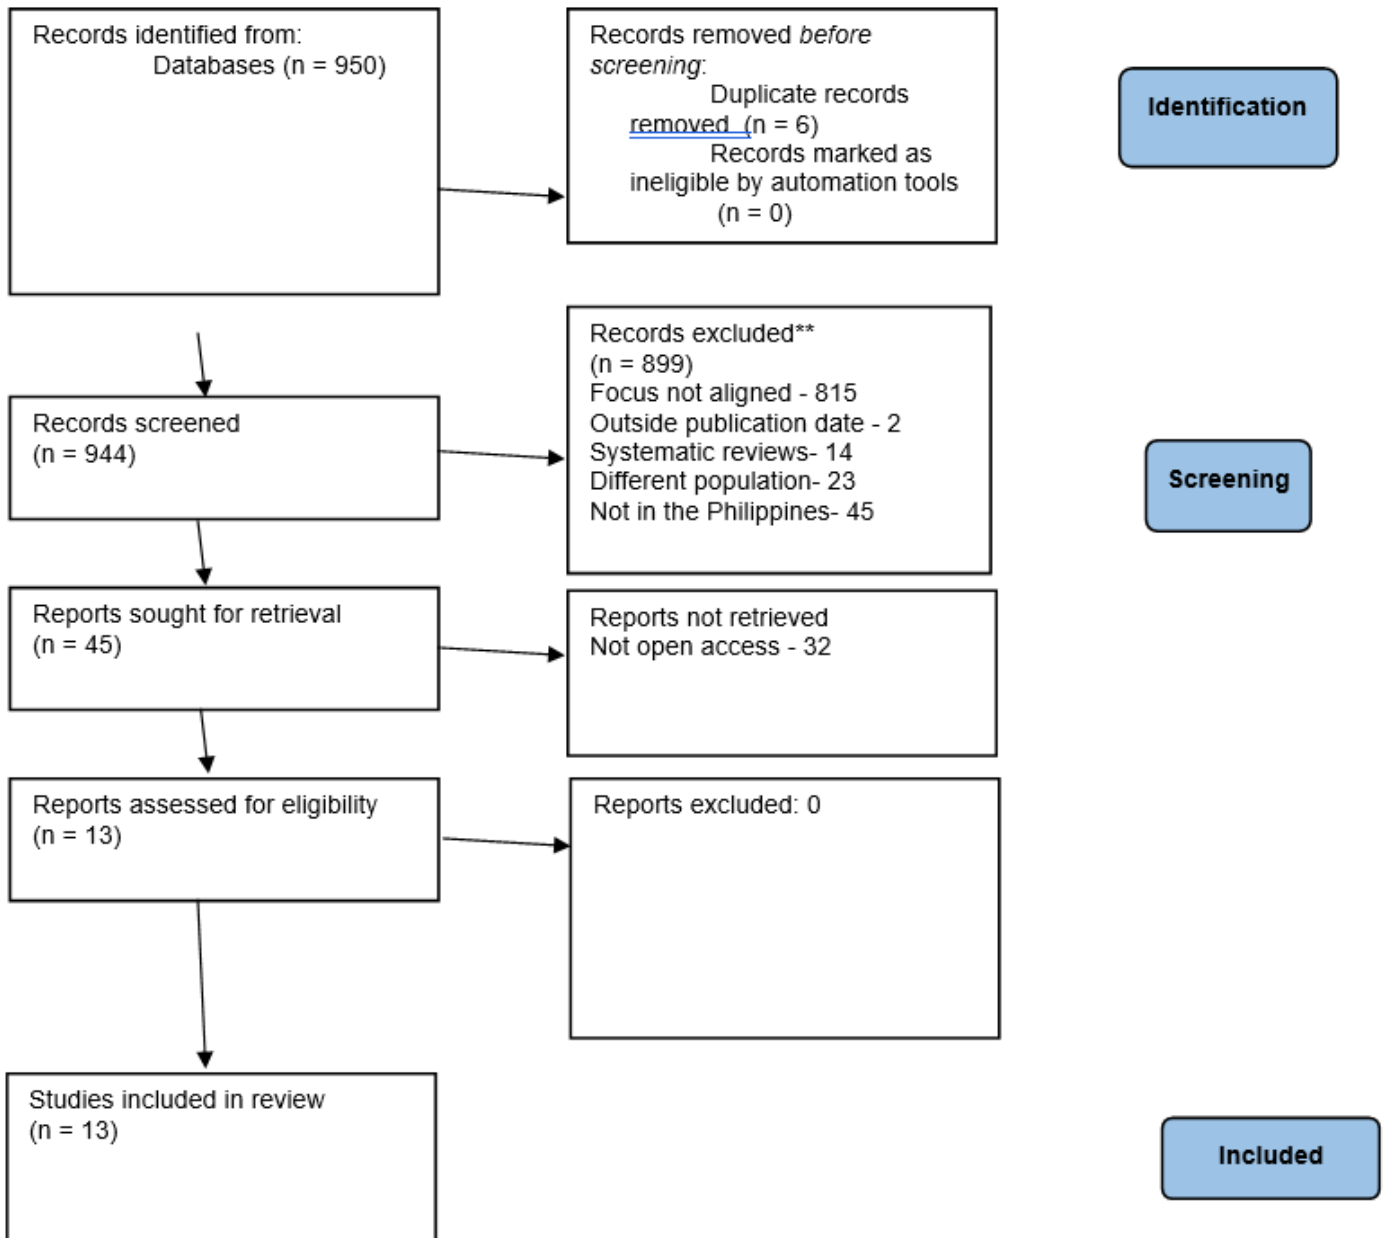 Records identified from:
Databases (n = 950)
Records removed before
screening:
Duplicate records
removed  (n = 6)
Records marked as
ineligible by automation tools
(n = 0)
Identification
Records excluded**
(n = 899)
Focus not aligned - 815
Outside publication date - 2
Systematic reviews- 14
Different population- 23
Not in the Philippines- 45
Records screened
(n = 944)
Screening
Reports sought for retrieval
(n = 45)
Reports not retrieved
Not open access - 32
Reports assessed for eligibility
(n = 13)
Reports excluded: 0
Studies included in review
(n = 13)
Included